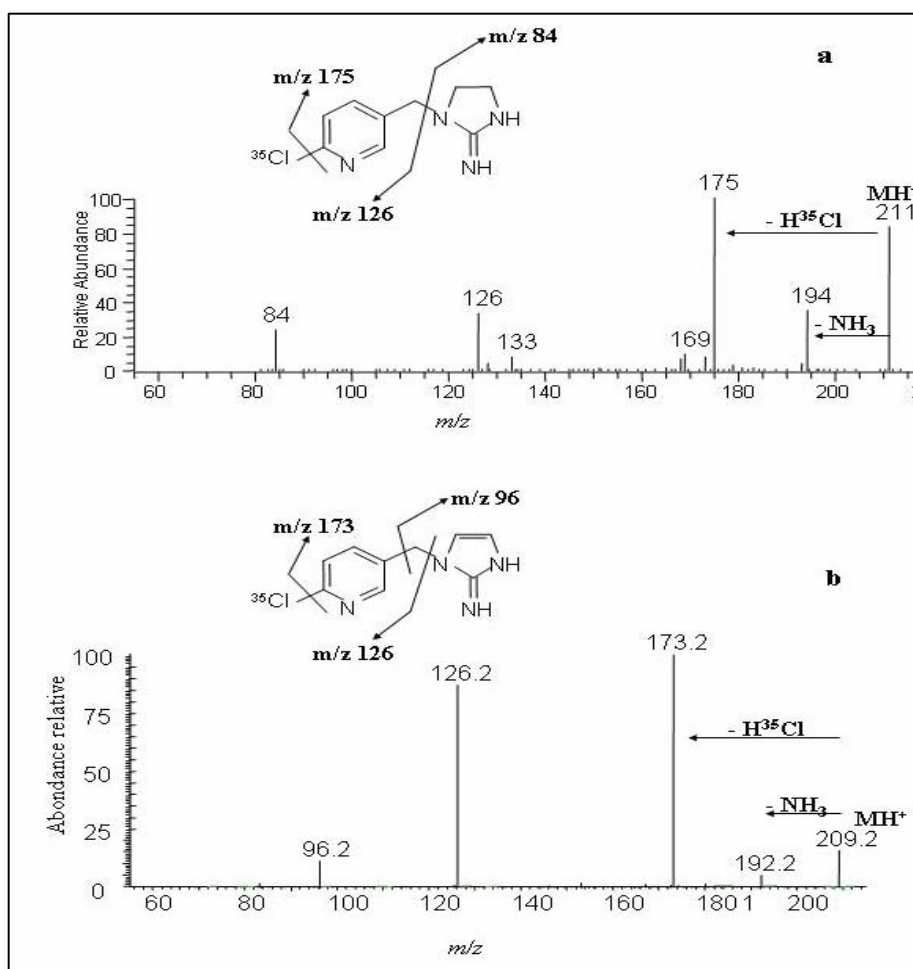 m/z 84
a
m/z 175
N
NH
35Cl
N
NH
m/z 126
175
MH+
211
- H35Cl
194
- NH3
126
84
133
169
100
80
60
40
20
0
Relative Abundance
60 80 100 120 140 160 180 200
m/z
m/z 96
m/z 173
N
NH
b
35Cl
N
NH
m/z 126
173.2
126.2
- H35Cl
- NH3
MH+
209.2
96.2
192.2
100
75
50
25
0
Abondance relative
60 80 100 120 140 160 180 1 200
m/z